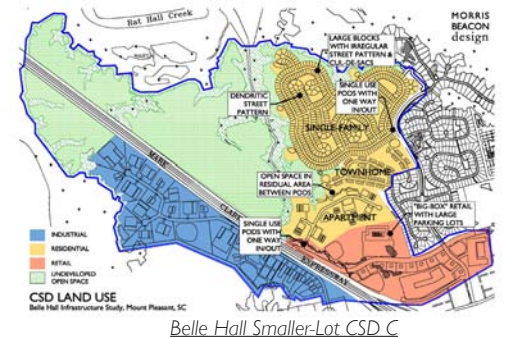 Rat Hall Creek
MORRIS
BEACON
design
LARGE BLOCKS
WITH IRREGULAR
STREET PATTERN &
CUL-DE-SACS
SINGLE USE
PODS WITH
ONE WAY
IN/OUT
DENDRITIC
STREET
PATTERN
SINGLE-FAMILY
TOWNHOME
OPEN SPACE IN
RESIDUAL AREA
BETWEEN PODS
APARTMENT
"BIG-BOX" RETAIL
WITH LARGE
PARKING LOTS
SINGLE USE
PODS WITH
ONE WAY
IN/OUT
MARK
CLARK
EXPRESSWAY
INDUSTRIAL
RESIDENTIAL
RETAIL
UNDEVELOPED
OPEN SPACE
CSD LAND USE
Belle Hall Infrastructure Study, Mount Pleasant, SC
Belle Hall Smaller-Lot CSD C